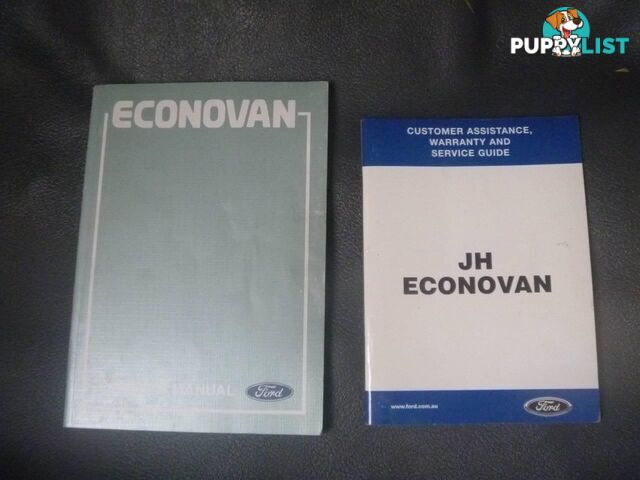 PUPPYLIST
ECONOVAN
MANUAL
Ford
CUSTOMER ASSISTANCE,
WARRANTY AND
SERVICE GUIDE
JH
ECONOVAN
www.ford.com.au
Ford